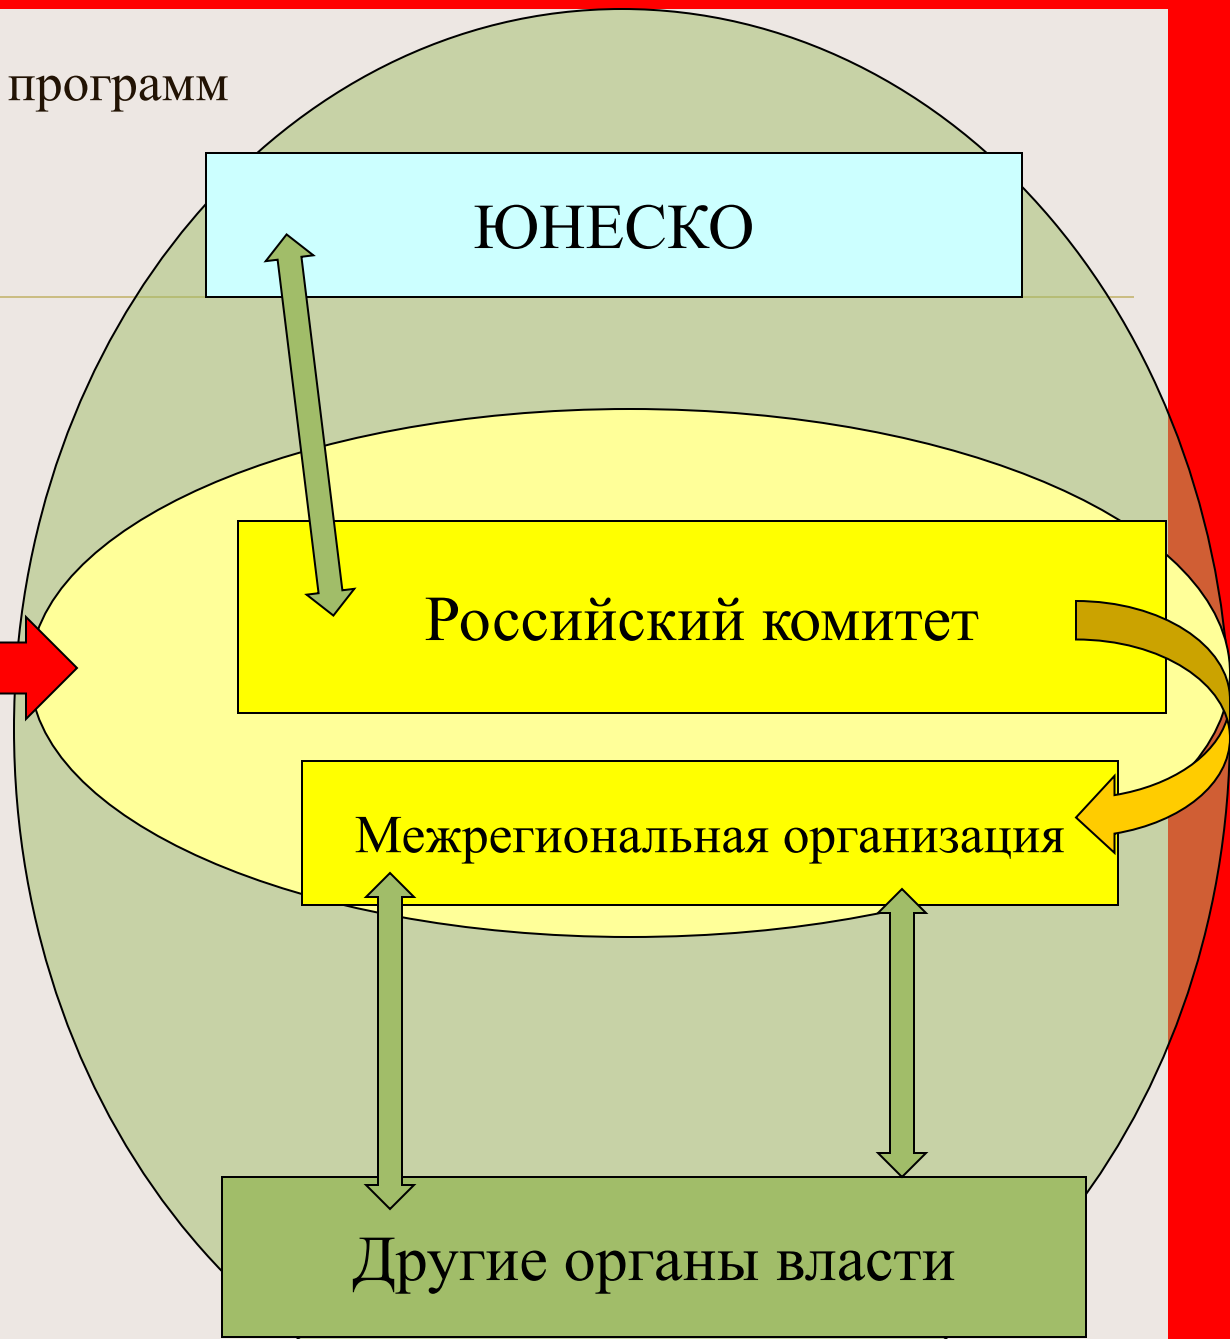 программ
ЮНЕСКО
Российский комитет
Межрегиональная организация
Другие органы власти